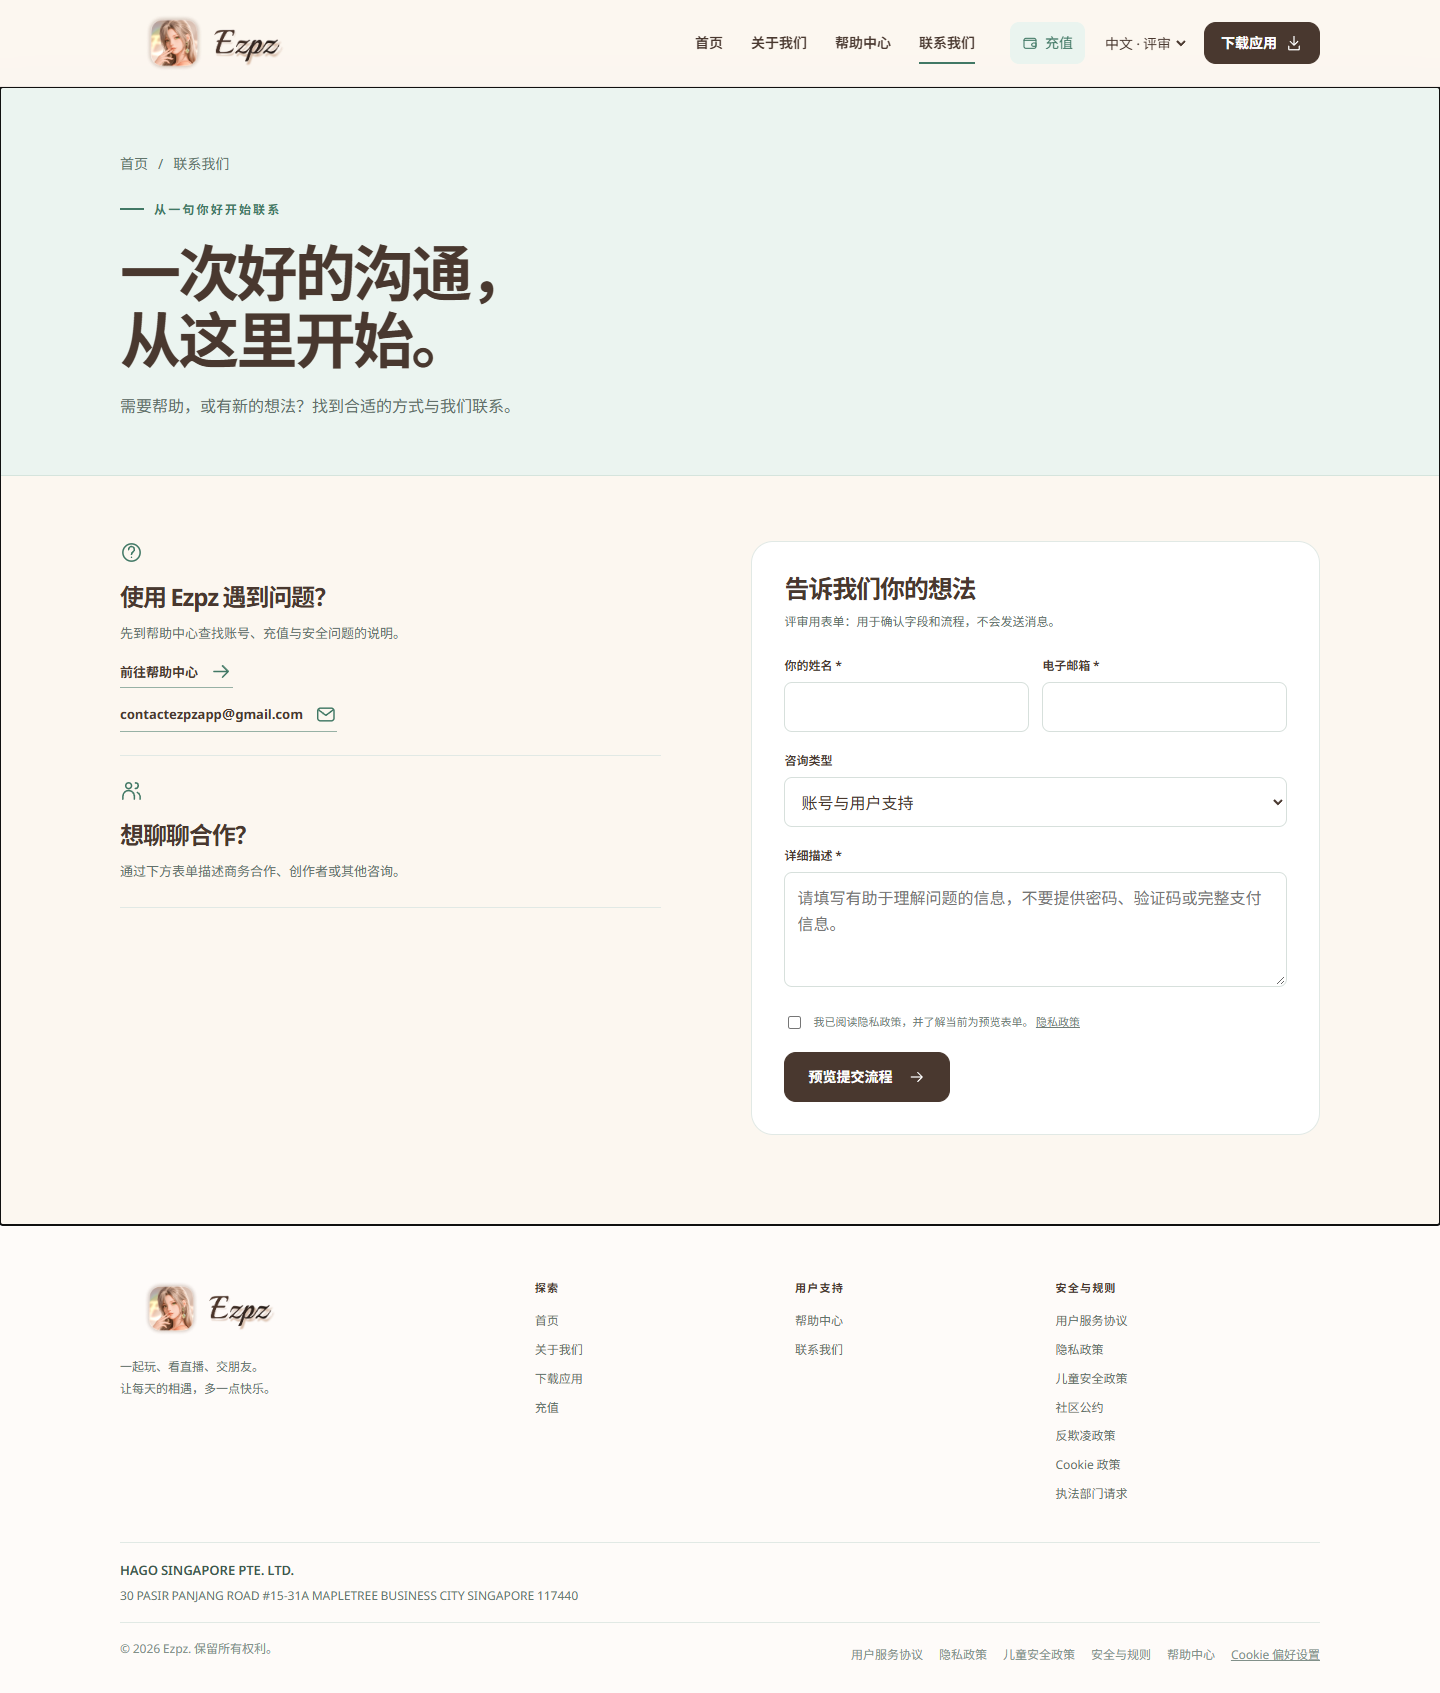 Ezpz
首页
关于我们
帮助中心
联系我们
充值
中文 · 评审
下载应用
首页 / 联系我们
从一句你好开始联系
一次好的沟通，
从这里开始。
需要帮助，或有新的想法？找到合适的方式与我们联系。
使用 Ezpz 遇到问题？
先到帮助中心查找账号、充值与安全问题的说明。
前往帮助中心
contactezpzapp@gmail.com
想聊聊合作？
通过下方表单描述商务合作、创作者或其他咨询。
告诉我们你的想法
评审用表单：用于确认字段和流程，不会发送消息。
你的姓名 *
电子邮箱 *
咨询类型
账号与用户支持
详细描述 *
请填写有助于理解问题的信息，不要提供密码、验证码或完整支付
信息。
我已阅读隐私政策，并了解当前为预览表单。 隐私政策
预览提交流程
Ezpz
一起玩、看直播、交朋友。
让每天的相遇，多一点快乐。
探索
首页
关于我们
下载应用
充值
用户支持
帮助中心
联系我们
安全与规则
用户服务协议
隐私政策
儿童安全政策
社区公约
反欺凌政策
Cookie 政策
执法部门请求
HAGO SINGAPORE PTE. LTD.
30 PASIR PANJANG ROAD #15-31A MAPLETREE BUSINESS CITY SINGAPORE 117440
© 2026 Ezpz. 保留所有权利。
用户服务协议
隐私政策
儿童安全政策
安全与规则
帮助中心
Cookie 偏好设置